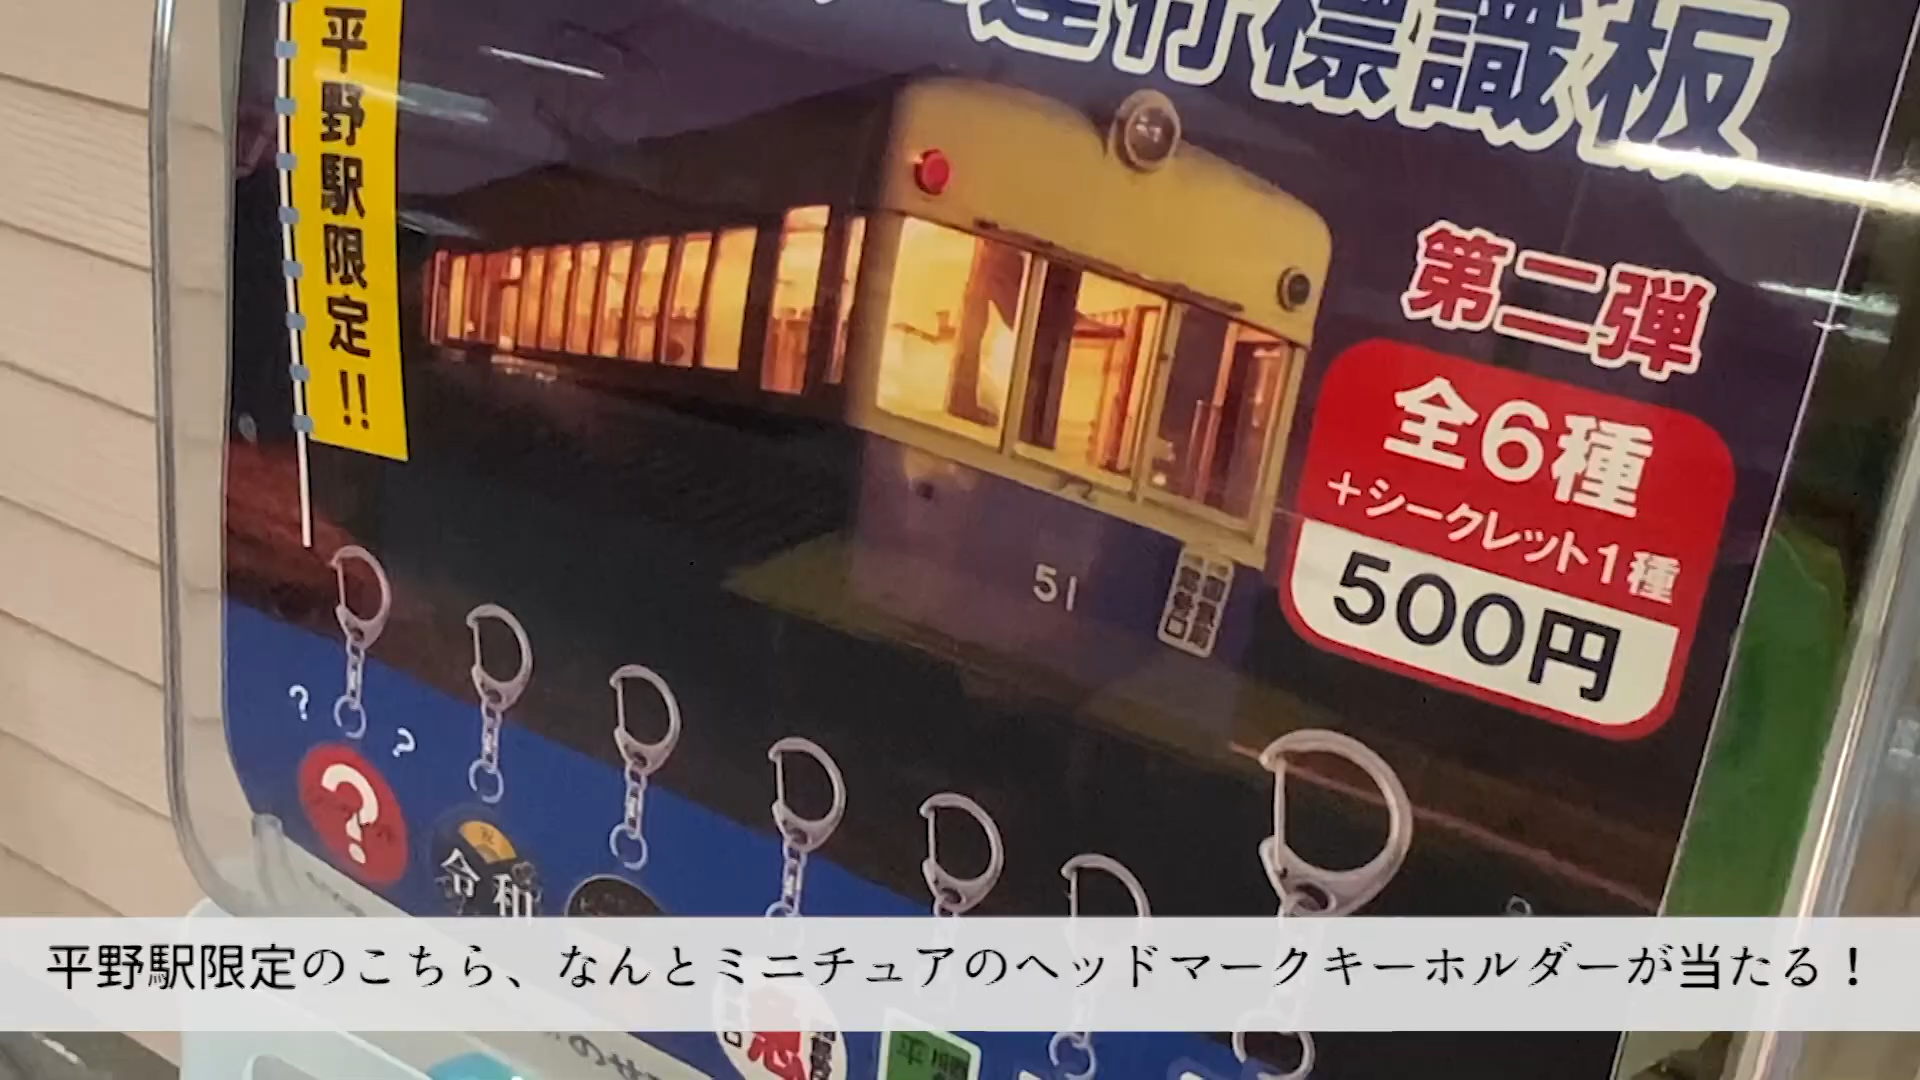 運行標識板
平野駅限定!!
第二弾
全6種
+シークレット1種
500円
51
?
?
?
令和
平野駅限定のこちら、なんとミニチュアのヘッドマークキーホルダーが当たる！
急